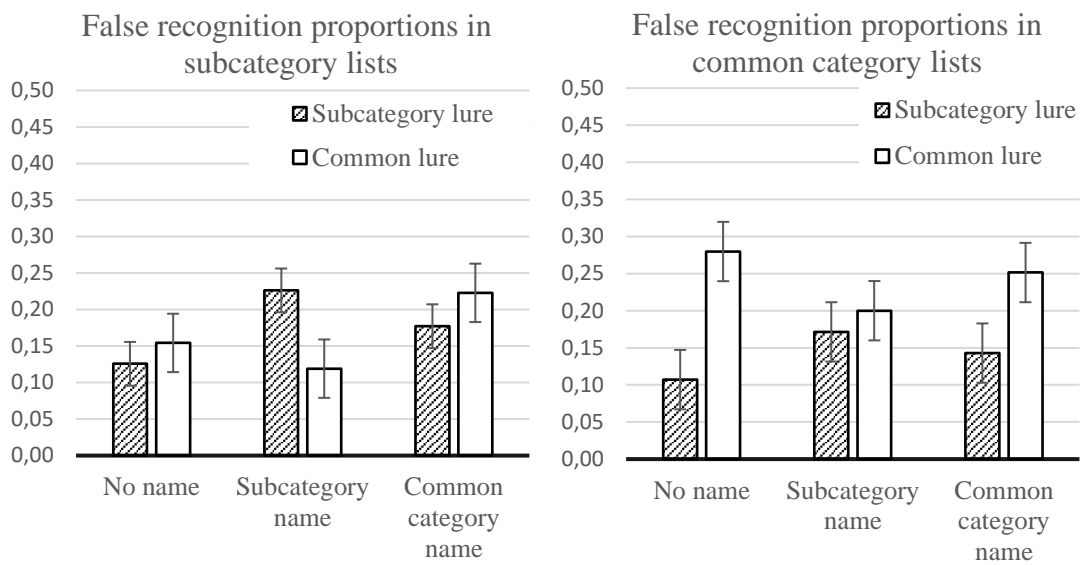 False recognition proportions in
subcategory lists
0,50
0,45
0,40
0,35
0,30
0,25
0,20
0,15
0,10
0,05
0,00
Subcategory lure
Common lure
No name
Subcategory
name
Common
category
name
False recognition proportions in
common category lists
0,50
0,45
0,40
0,35
0,30
0,25
0,20
0,15
0,10
0,05
0,00
Subcategory lure
Common lure
No name
Subcategory
name
Common
category
name